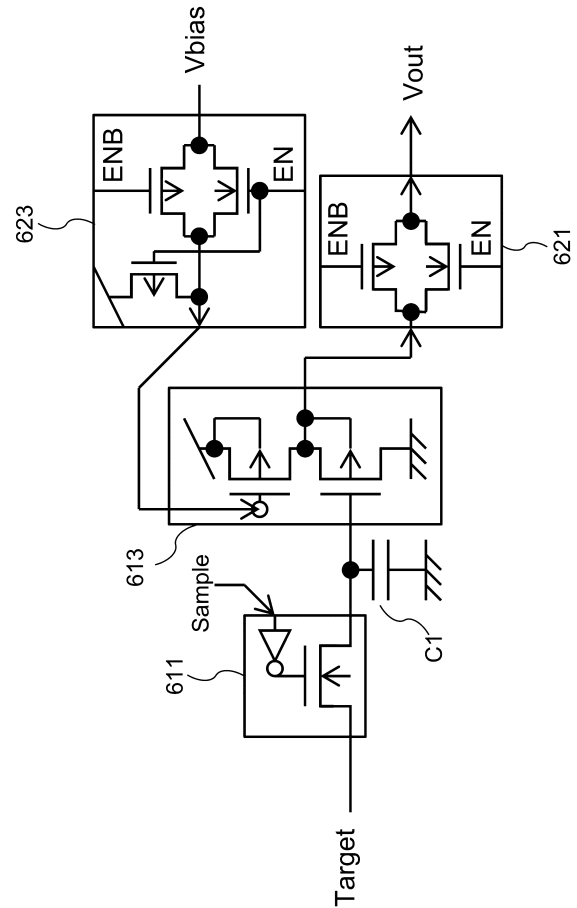 Vbias
ENB
EN
623
Vout
ENB
EN
621
613
Sample
611
C1
Target